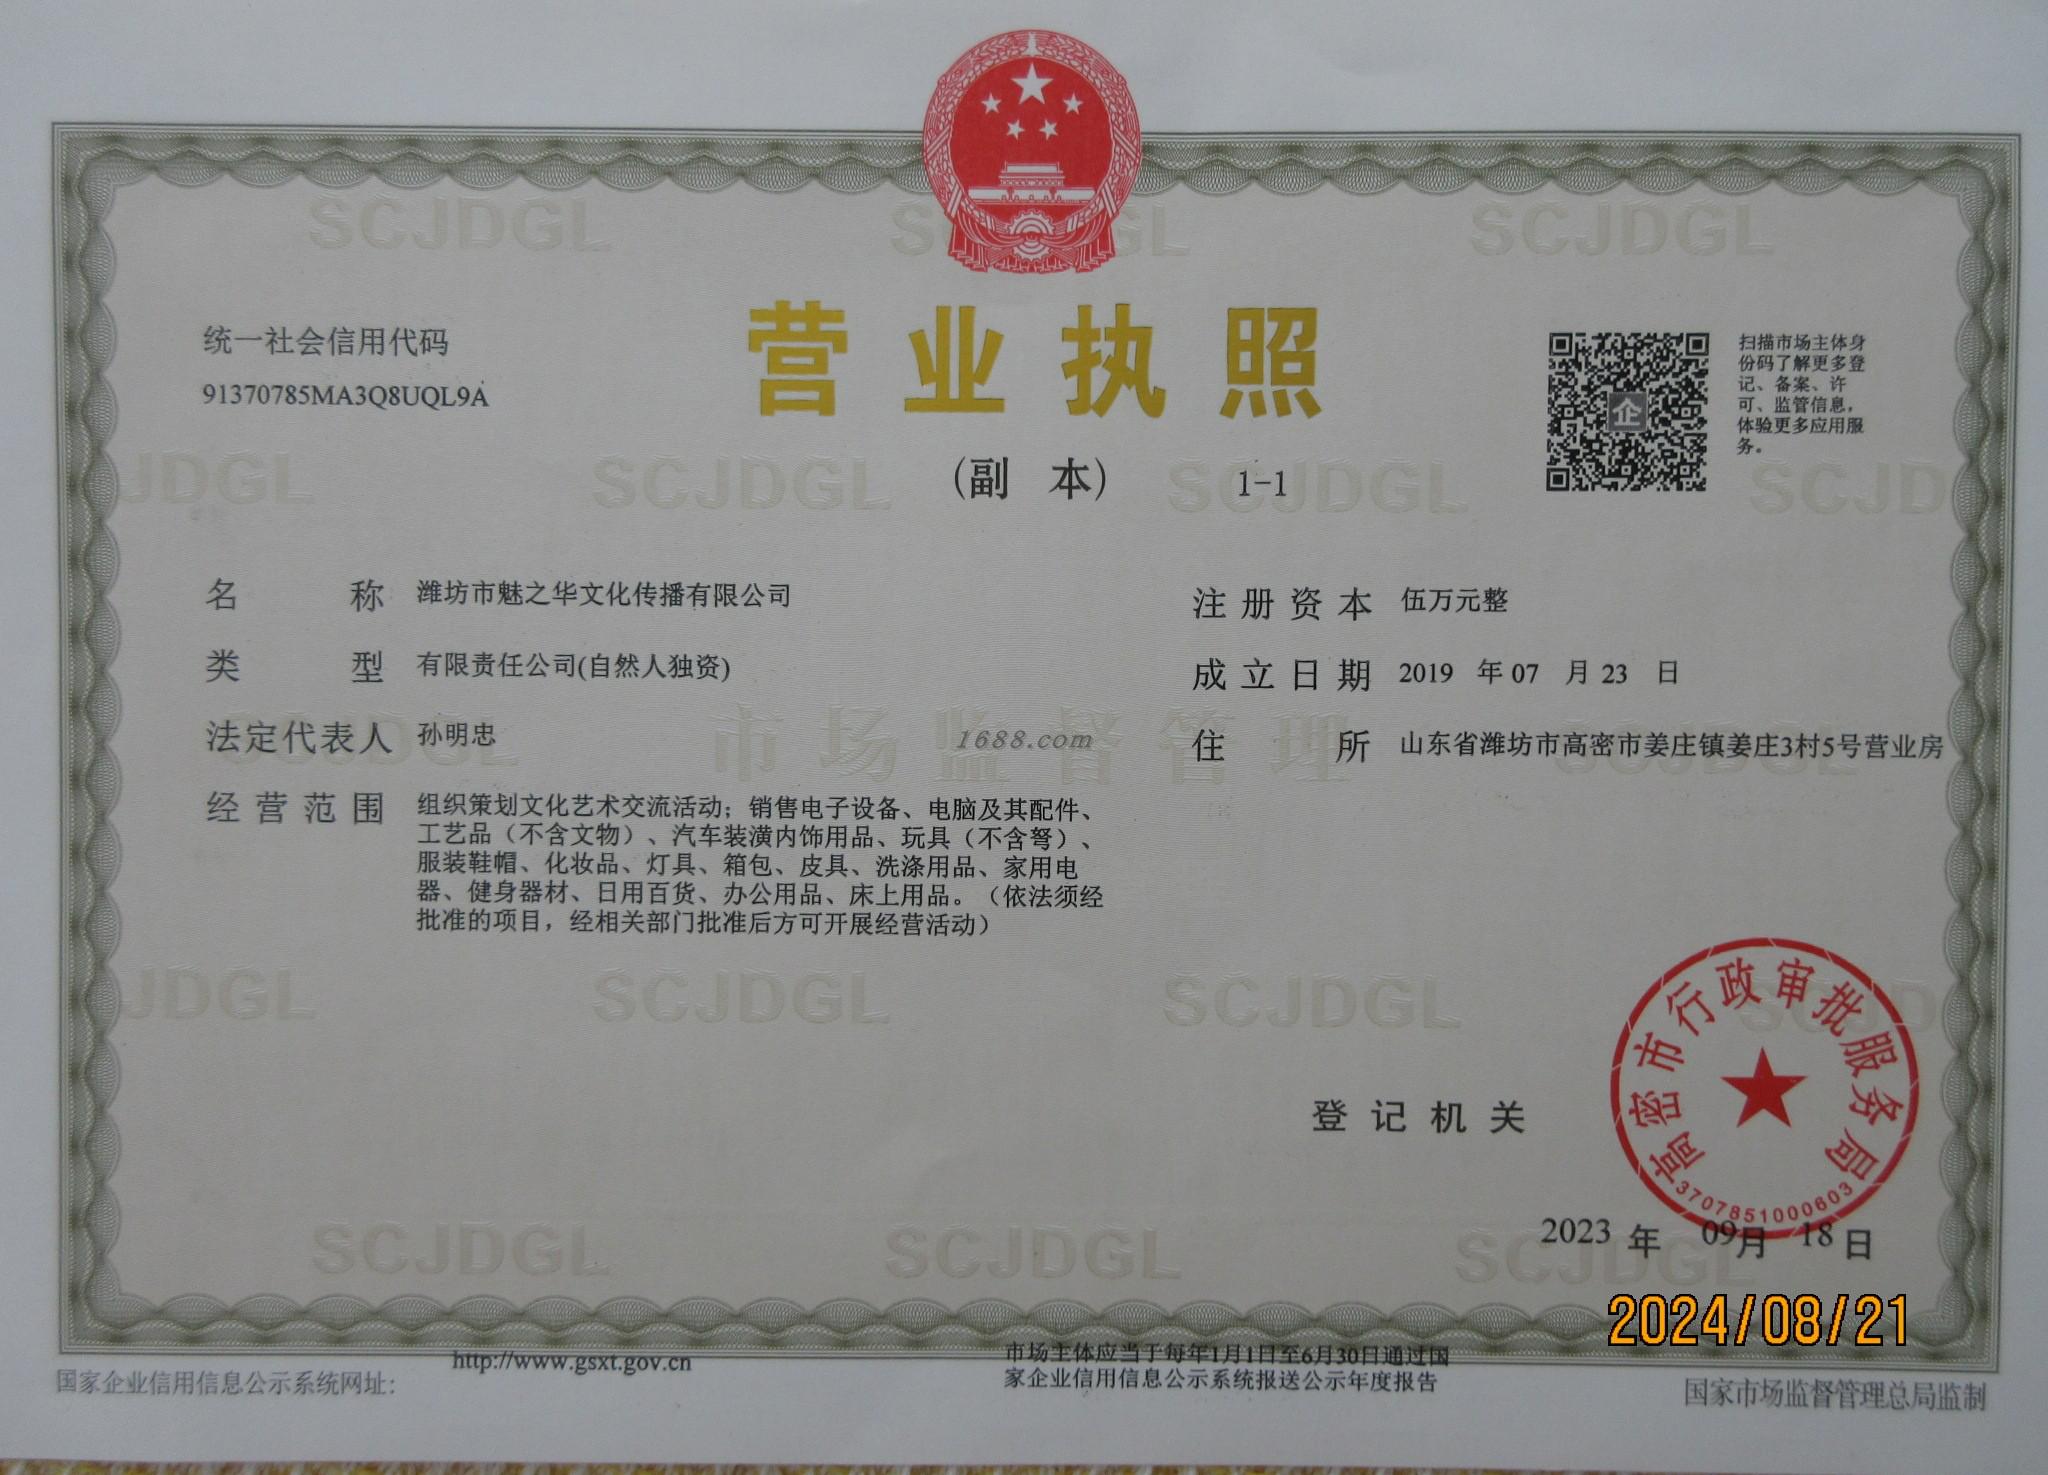 统一社会信用代码
91370785MA3Q8UQL9A
营业执照
(副 本) 1-1
企
扫描市场主体身
份码了解更多登
记、备案、许
可、监管信息，
体验更多应用服
务。
名 称 潍坊市魅之华文化传播有限公司
类 型 有限责任公司(自然人独资)
法定代表人 孙明忠
经营范围 组织策划文化艺术交流活动；销售电子设备、电脑及其配件、
工艺品（不含文物）、汽车装潢内饰用品、玩具（不含弩）、
服装鞋帽、化妆品、灯具、箱包、皮具、洗涤用品、家用电
器、健身器材、日用百货、办公用品、床上用品。（依法须经
批准的项目，经相关部门批准后方可开展经营活动）
注册资本 伍万元整
成立日期 2019 年 07 月 23 日
住 所 山东省潍坊市高密市姜庄镇姜庄3村5号营业房
SCJDGL
SCJDGL
SCJDGL
SCJDGL
市场监督管理
1688.com
SCJDGL
SCJDGL
SCJDGL
SCJDGL
SCJDGL
登记机关
高密市行政审批服务局
3707851000603
2023 年 09月 18日
2024/08/21
国家企业信用信息公示系统网址：
http://www.gsxt.gov.cn
市场主体应当于每年1月1日至6月30日通过国
家企业信用信息公示系统报送公示年度报告
国家市场监督管理总局监制